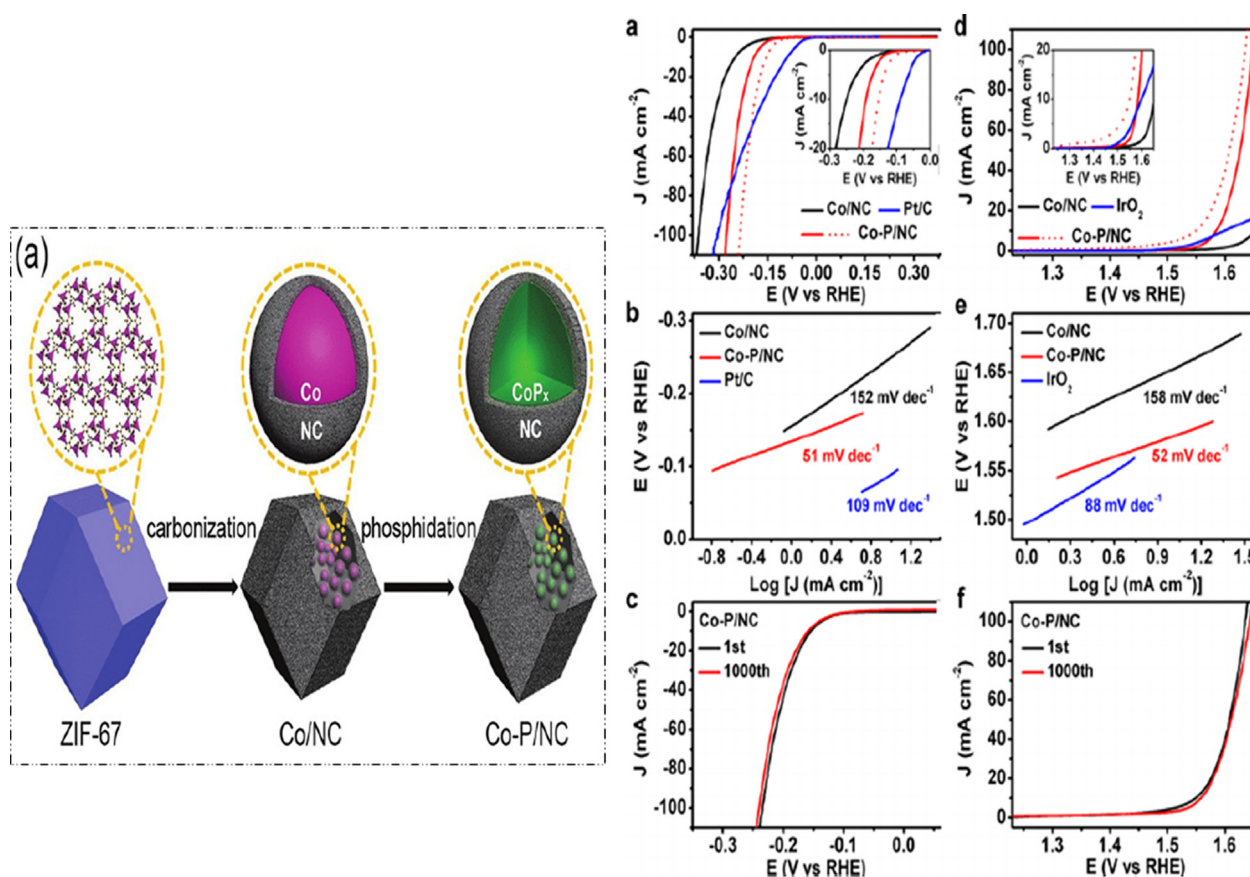 (a)
Co
NC
CoPₓ
NC
carbonization
phosphidation
ZIF-67
Co/NC
Co-P/NC
a
0
-20
-40
-60
-80
-100
J (mA cm⁻²)
-0.30
-0.15
0.00
0.15
0.30
E (V vs RHE)
0
-10
-20
J (mA cm⁻²)
-0.3
-0.2
-0.1
0.0
E (V vs RHE)
Co/NC
Pt/C
Co-P/NC
d
100
80
60
40
20
0
J (mA cm⁻²)
1.3
1.4
1.5
1.6
E (V vs RHE)
20
10
0
J (mA cm⁻²)
1.3
1.4
1.5
1.6
E (V vs RHE)
Co/NC
IrO₂
Co-P/NC
b
-0.3
-0.2
-0.1
0.0
E (V vs RHE)
-0.8
0.0
0.8
1.6
Log [J (mA cm⁻²)]
Co/NC
Co-P/NC
Pt/C
152 mV dec⁻¹
51 mV dec⁻¹
109 mV dec⁻¹
e
1.70
1.65
1.60
1.55
1.50
E (V vs RHE)
0.0
0.3
0.6
0.9
1.2
1.5
Log [J (mA cm⁻²)]
Co/NC
Co-P/NC
IrO₂
158 mV dec⁻¹
52 mV dec⁻¹
88 mV dec⁻¹
c
0
-20
-40
-60
-80
-100
J (mA cm⁻²)
-0.3
-0.2
-0.1
0.0
E (V vs RHE)
Co-P/NC
1st
1000th
f
100
80
60
40
20
0
J (mA cm⁻²)
1.3
1.4
1.5
1.6
E (V vs RHE)
Co-P/NC
1st
1000th